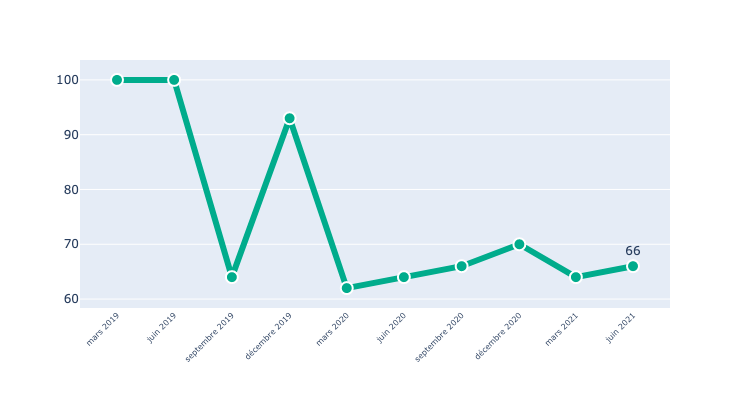 100
90
80
70
60
66
mars 2019
juin 2019
septembre 2019
décembre 2019
mars 2020
juin 2020
septembre 2020
décembre 2020
mars 2021
juin 2021